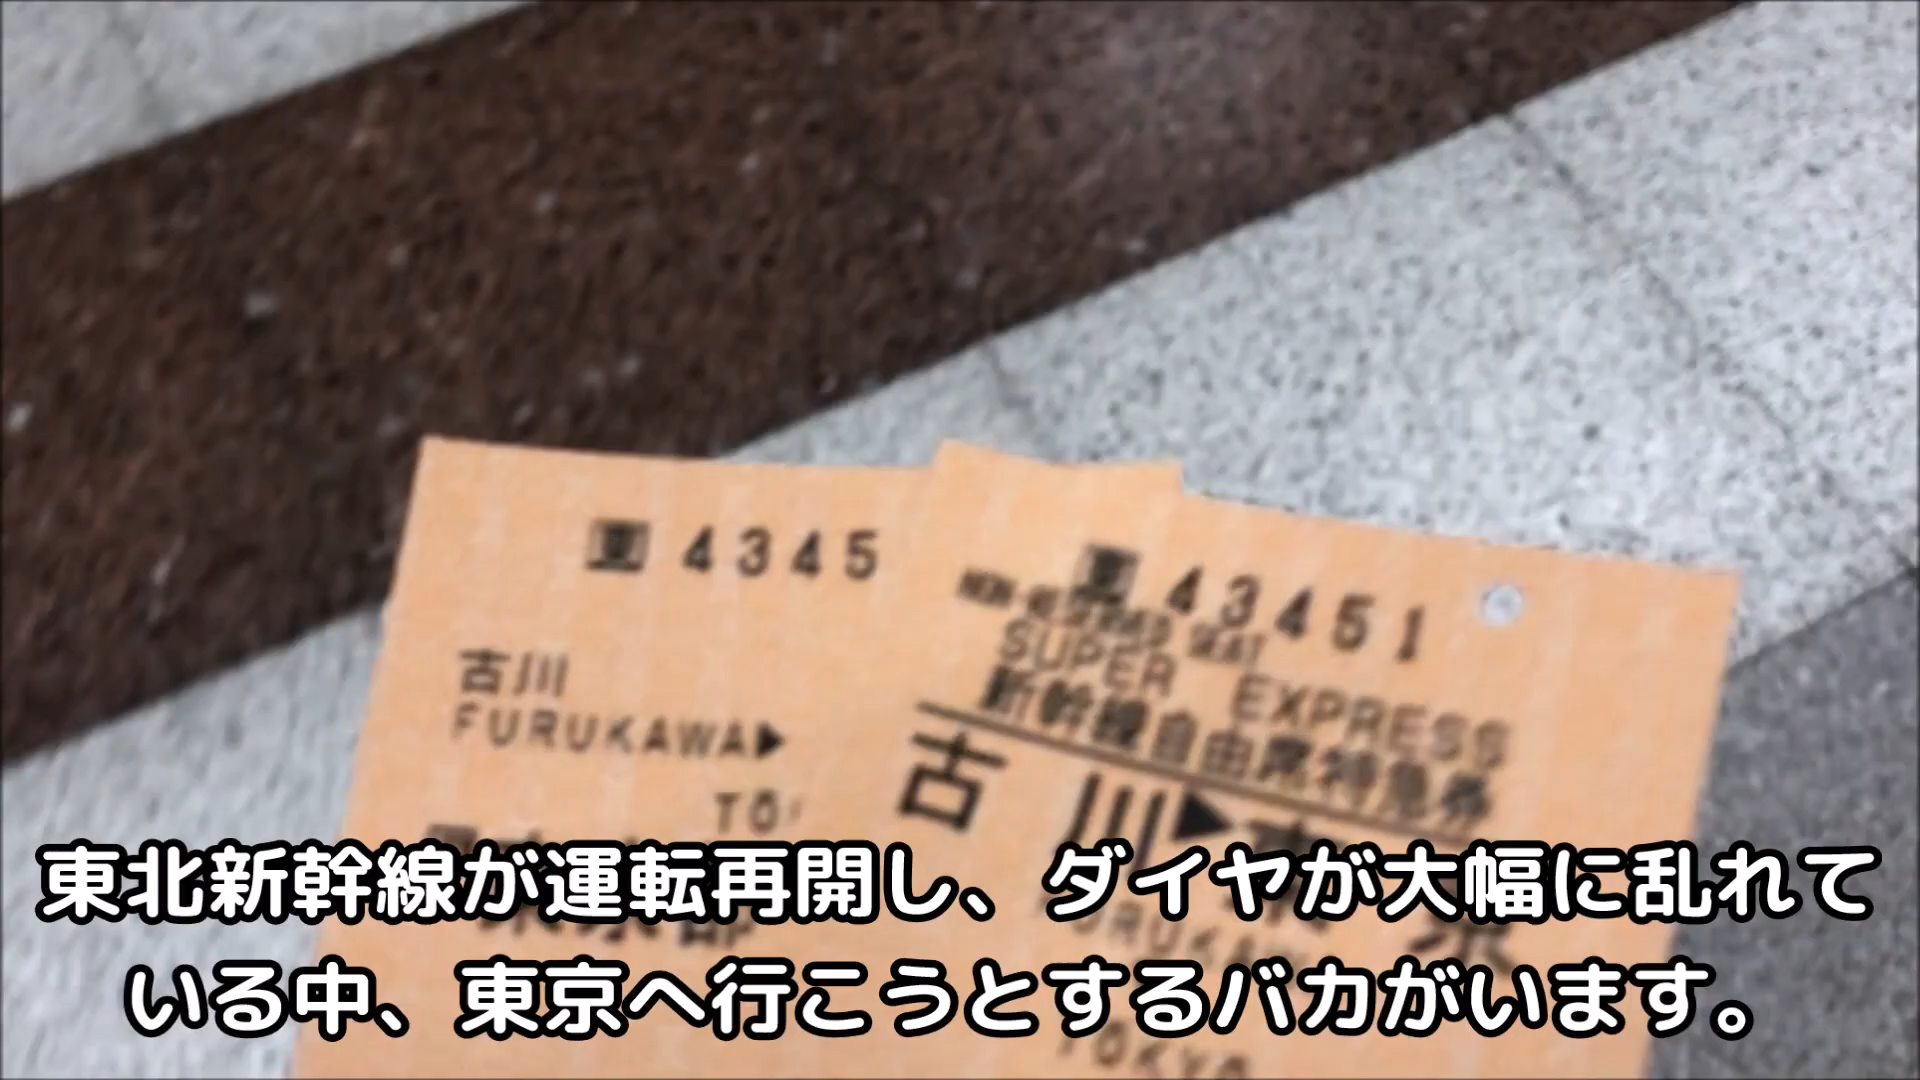 東 4345
古川
FURUKAWA▶
東 43451
SUPER EXPRESS
新幹線自由席特急券
古川▶東
東北新幹線が運転再開し、ダイヤが大幅に乱れて
いる中、東京へ行こうとするバカがいます。
TOKYO